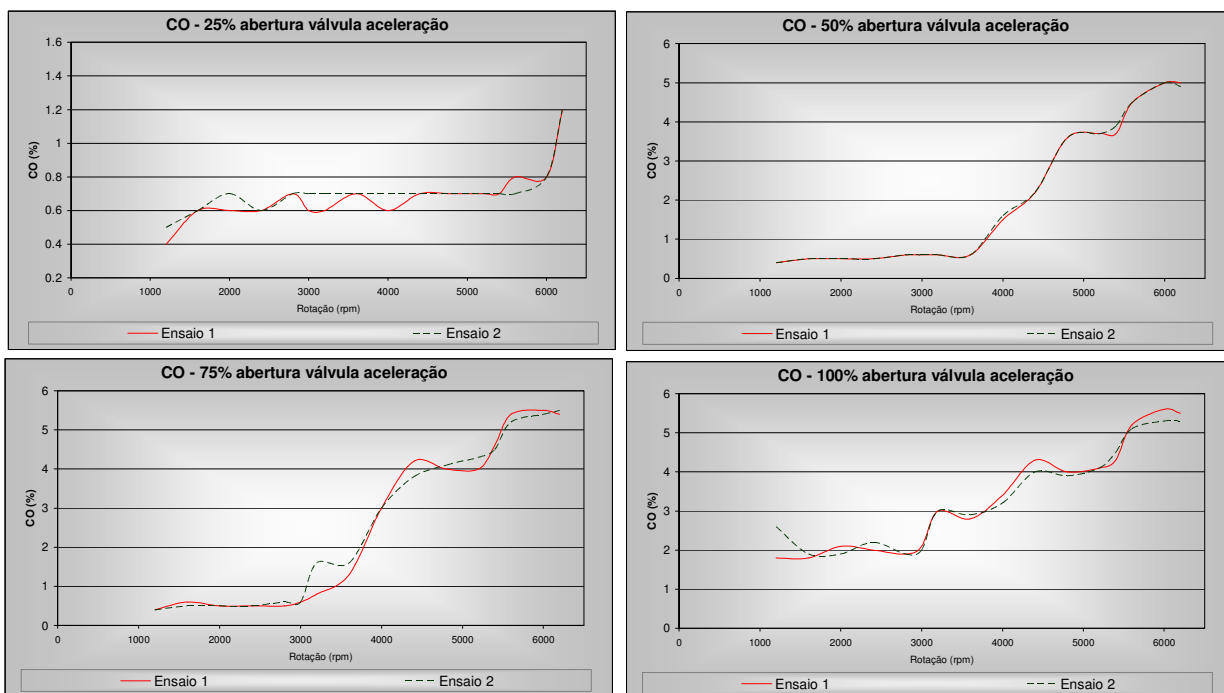 CO - 25% abertura válvula aceleração
1.6
1.4
1.2
1
0.8
0.6
0.4
0.2
CO (%)
0 1000 2000 3000 4000 5000 6000
Rotação (rpm)
Ensaio 1 Ensaio 2
CO - 50% abertura válvula aceleração
6
5
4
3
2
1
0
CO (%)
0 1000 2000 3000 4000 5000 6000
Rotação (rpm)
Ensaio 1 Ensaio 2
CO - 75% abertura válvula aceleração
6
5
4
3
2
1
0
CO (%)
0 1000 2000 3000 4000 5000 6000
Rotação (rpm)
Ensaio 1 Ensaio 2
CO - 100% abertura válvula aceleração
6
5
4
3
2
1
0
CO (%)
0 1000 2000 3000 4000 5000 6000
Rotação (rpm)
Ensaio 1 Ensaio 2